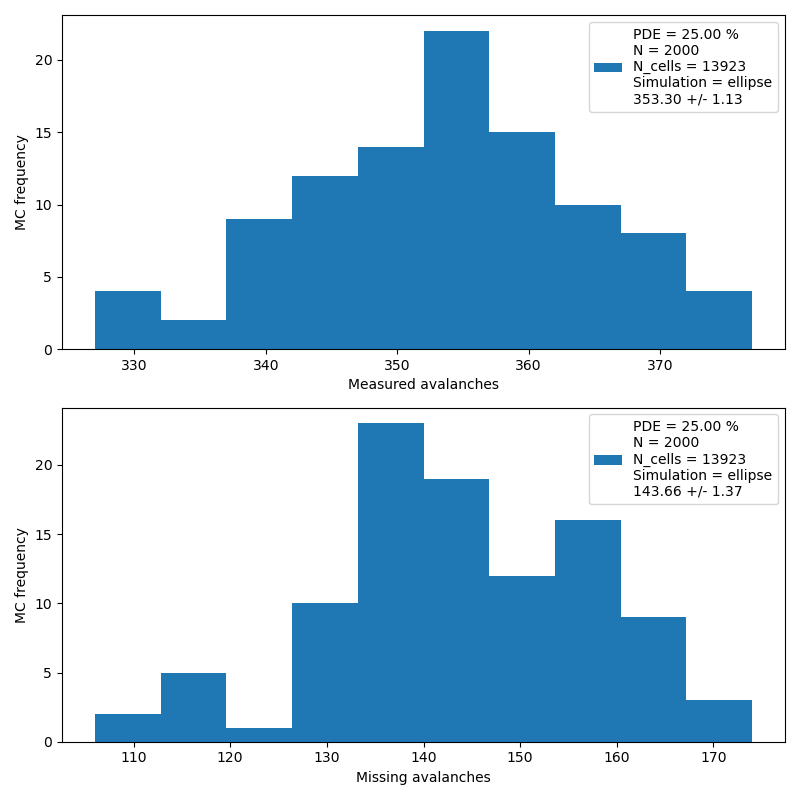 PDE = 25.00 %
N = 2000
N_cells = 13923
Simulation = ellipse
353.30 +/- 1.13
MC frequency
20
15
10
5
0
330 340 350 360 370
Measured avalanches
PDE = 25.00 %
N = 2000
N_cells = 13923
Simulation = ellipse
143.66 +/- 1.37
MC frequency
20
15
10
5
0
110 120 130 140 150 160 170
Missing avalanches